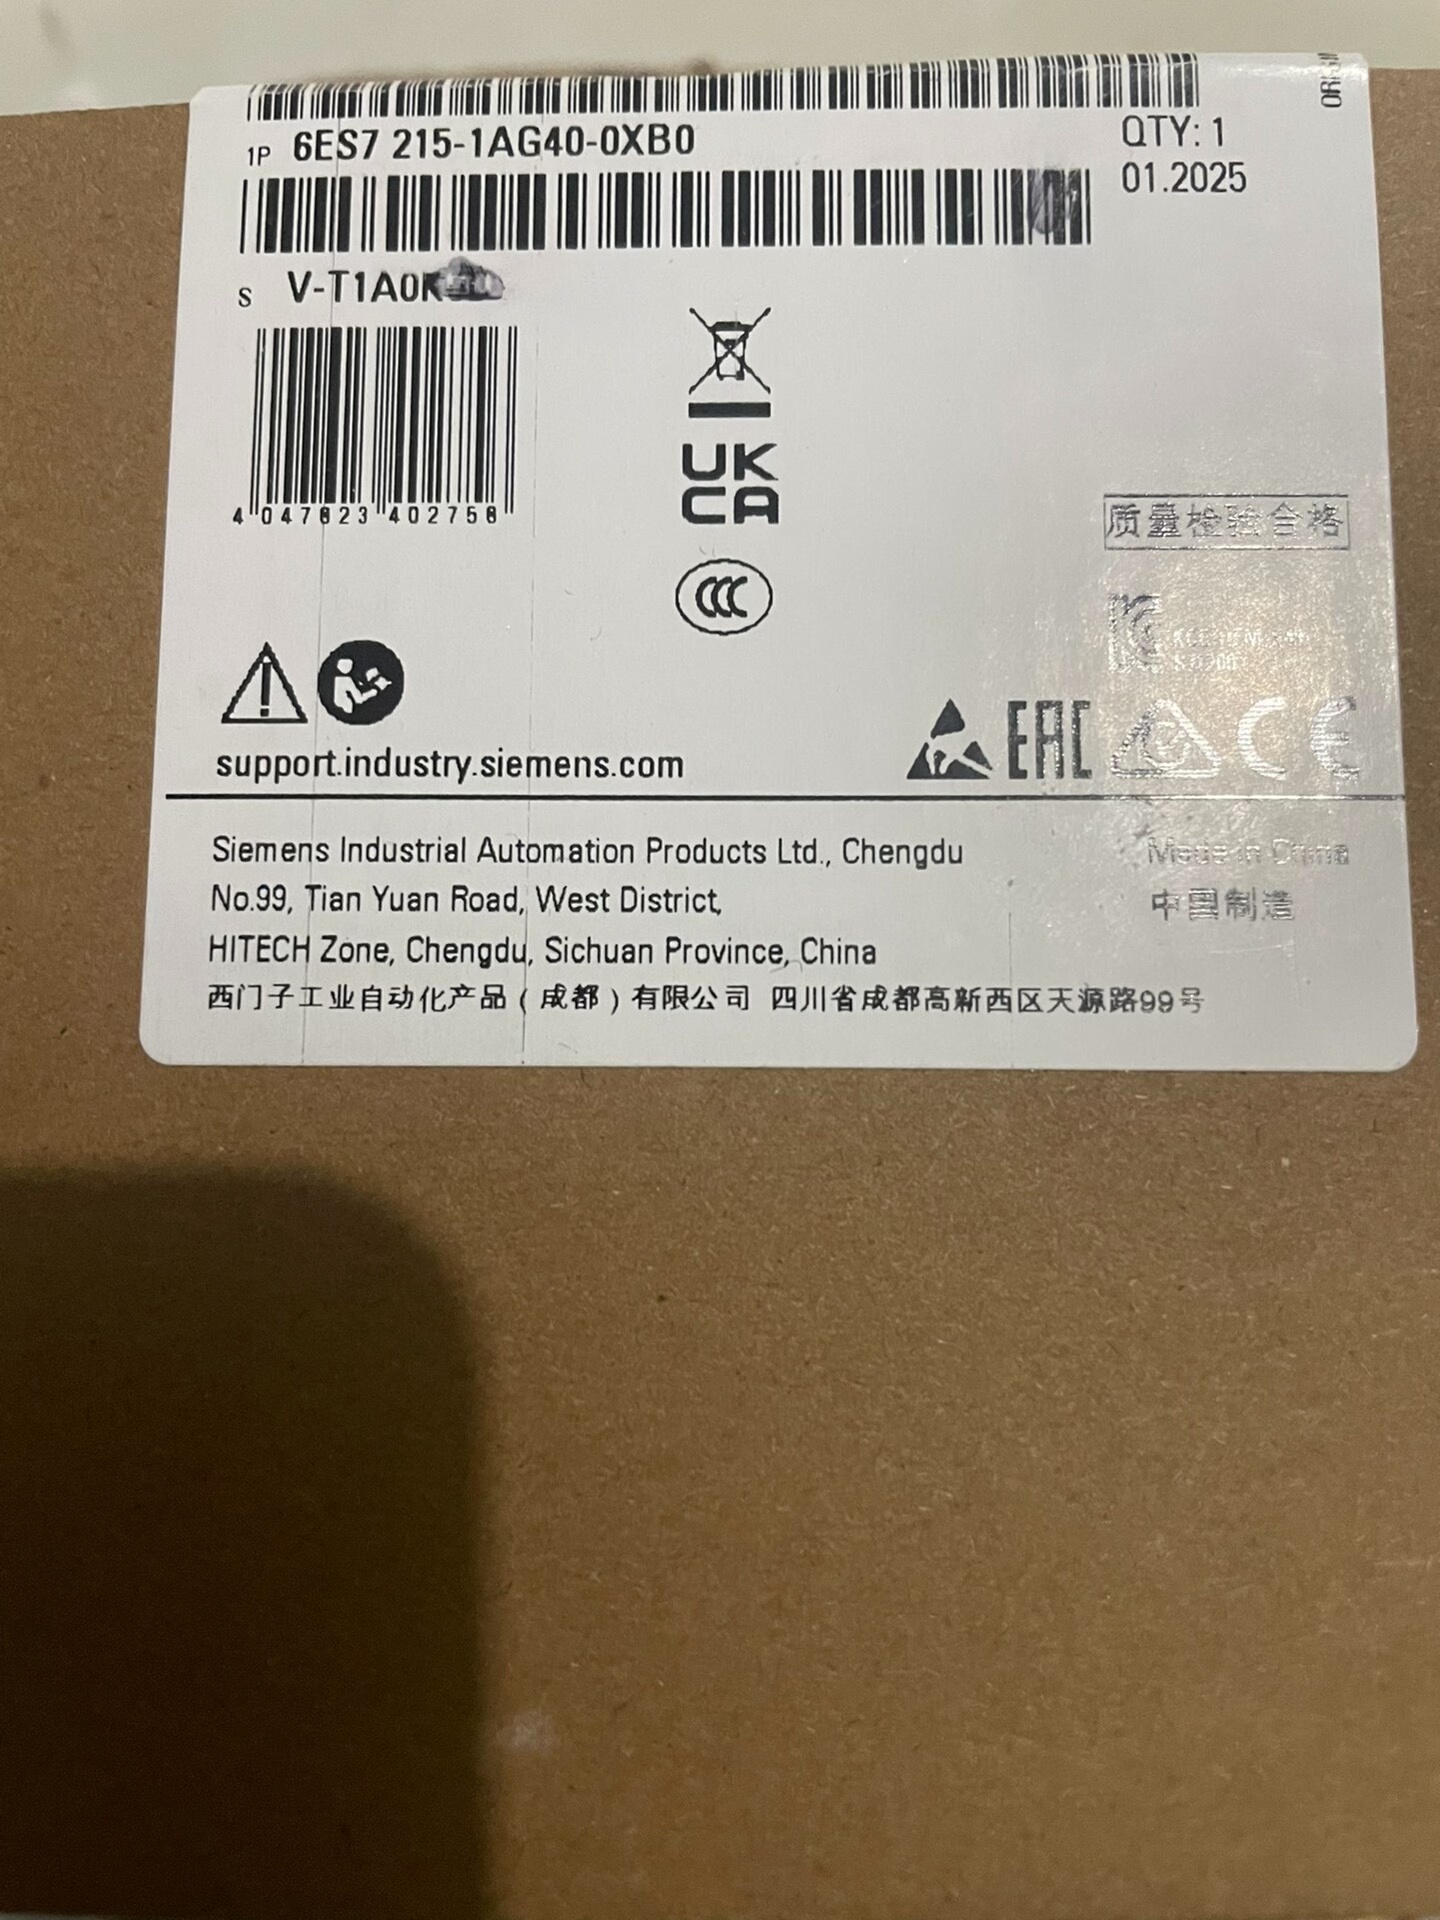 ORIGIN
1P 6ES7 215-1AG40-0XB0
QTY: 1
01.2025
S V-T1A0
4 047623 402756
UK
CA
CCC
质量检验合格
support.industry.siemens.com
EAC
CE
Siemens Industrial Automation Products Ltd., Chengdu
Made in China
No.99, Tian Yuan Road, West District,
中国制造
HITECH Zone, Chengdu, Sichuan Province, China
西门子工业自动化产品（成都）有限公司 四川省成都高新西区天源路99号